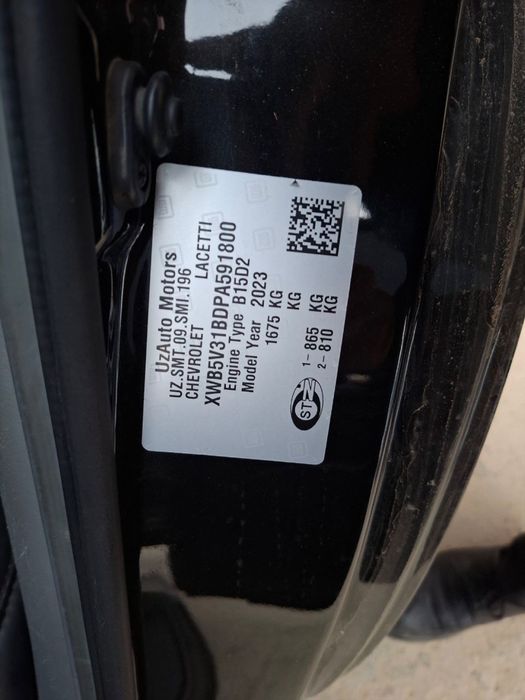 UzAuto Motors
UZ.SMT.09.SMI.196
CHEVROLET LACETTI
XWB5V31BDPA591800
Engine Type B15D2
Model Year 2023
1675 KG
KG
1- 865 KG
2- 810 KG